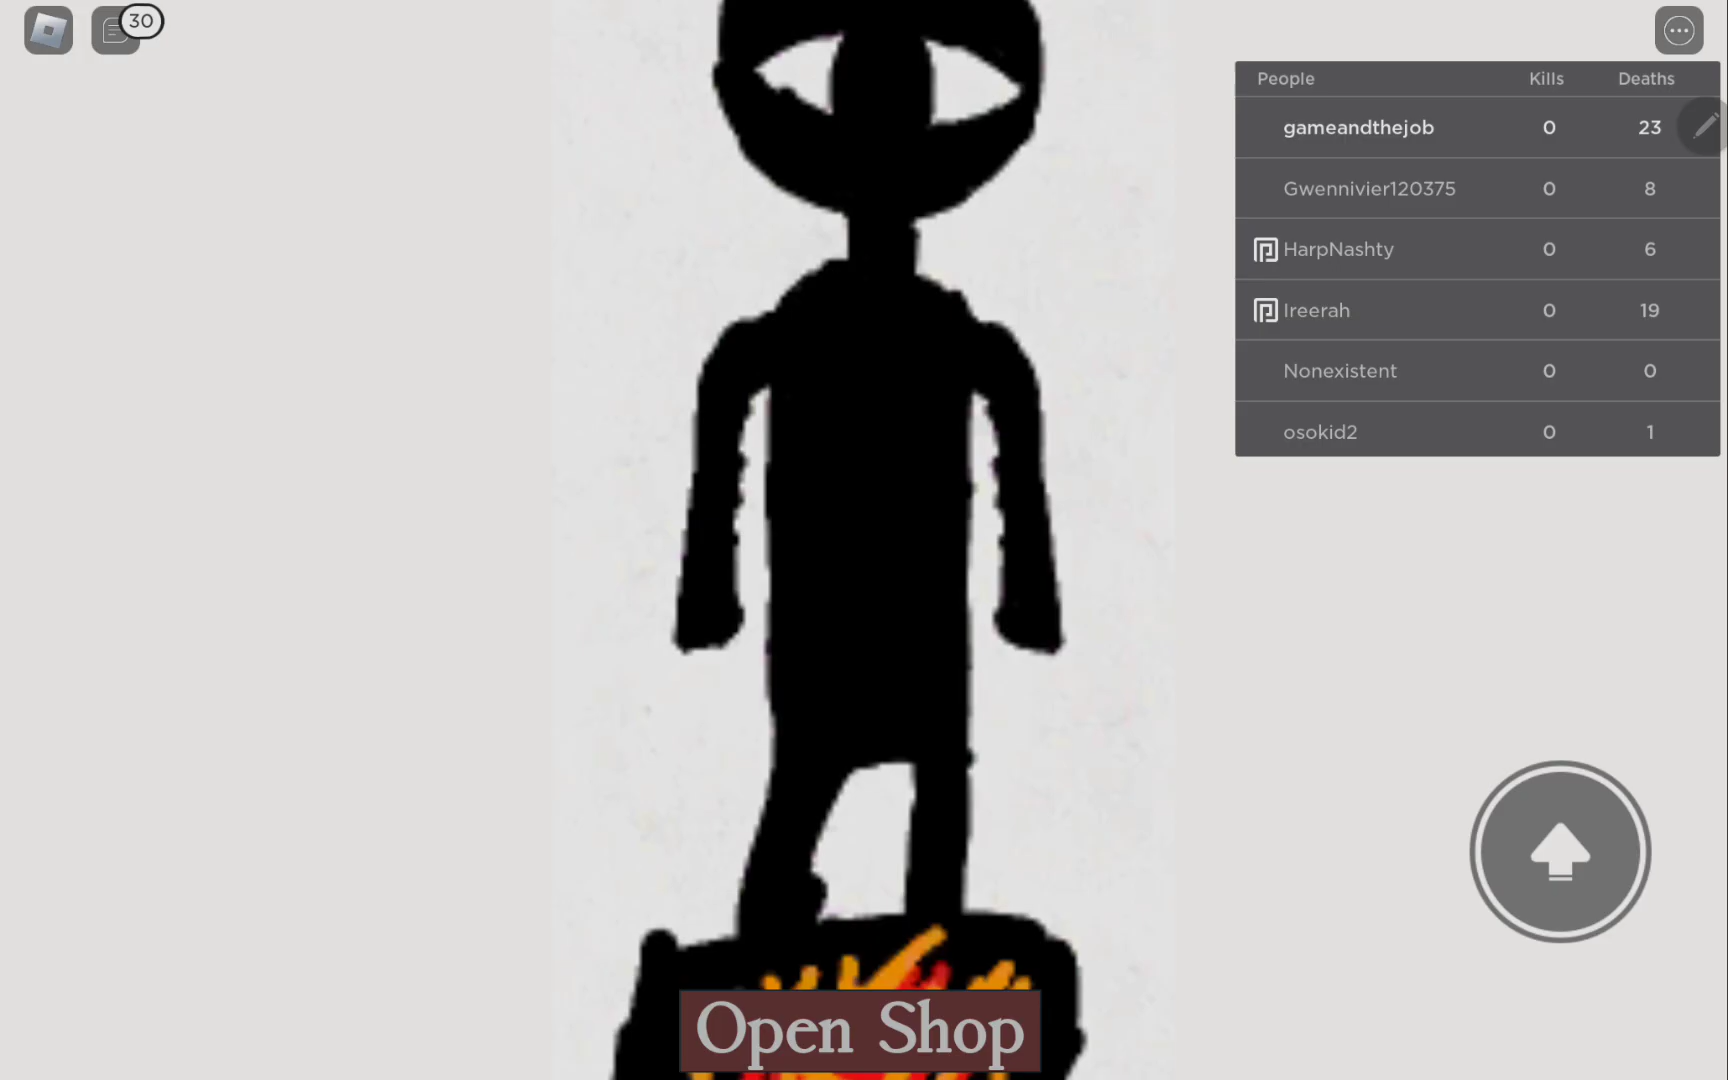 30
People Kills Deaths
gameandthejob 0 23
Gwennivier120375 0 8
HarpNashty 0 6
Ireerah 0 19
Nonexistent 0 0
osokid2 0 1
Open Shop